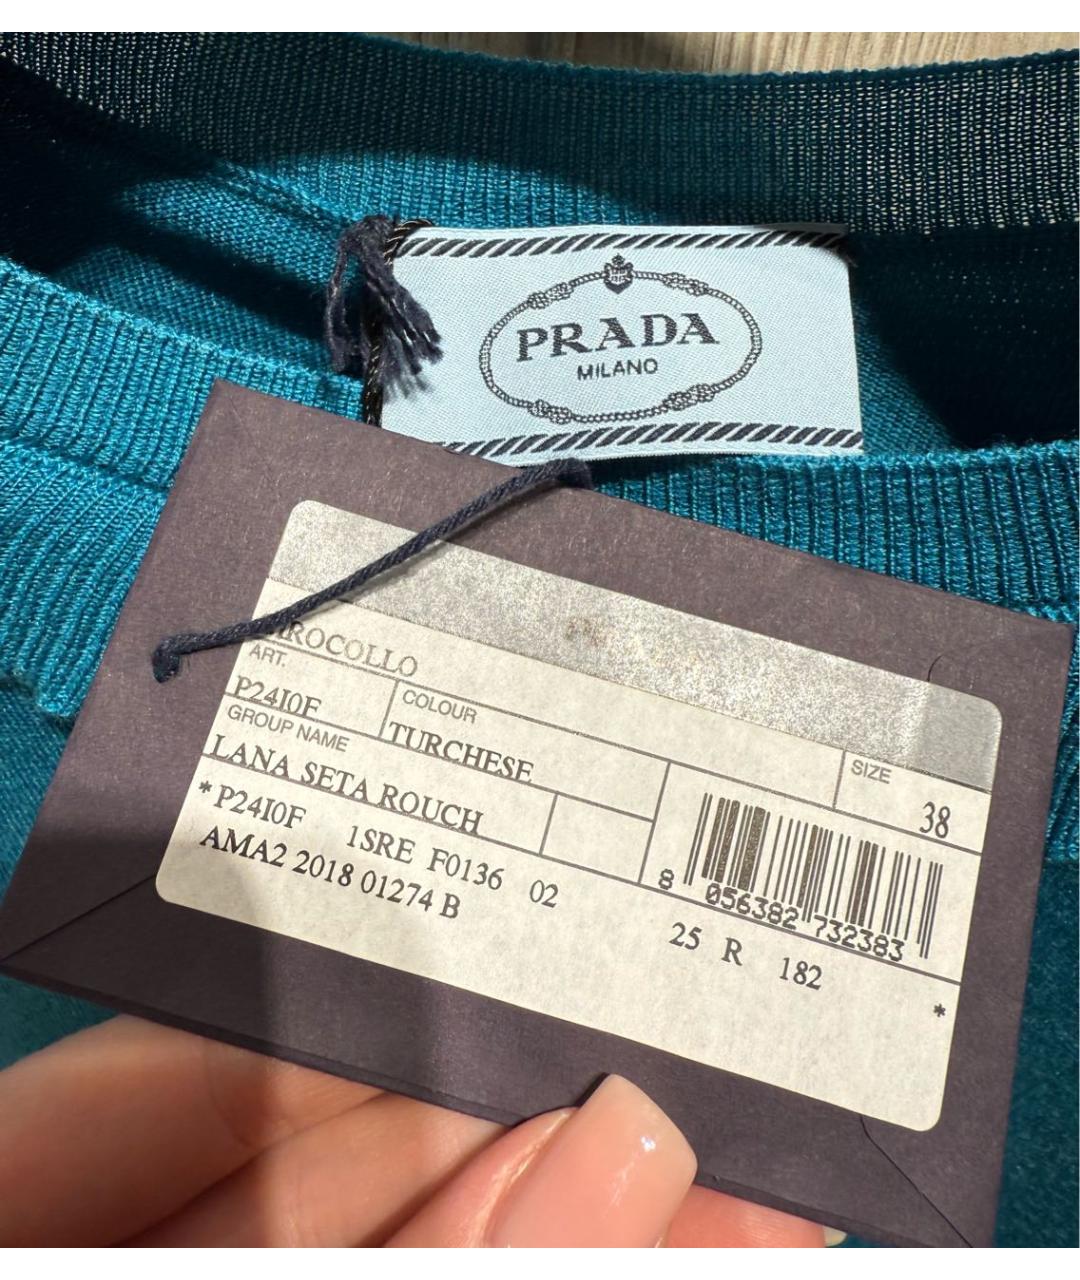 PRADA
MILANO
GIROCOLLO
ART.
P24I0F
COLOUR
TURCHESE
SIZE
38
GROUP NAME
LANA SETA ROUCH
* P24I0F 1SRE F0136 02
AMA2 2018 01274 B
8 056382 732383
25 R 182
*